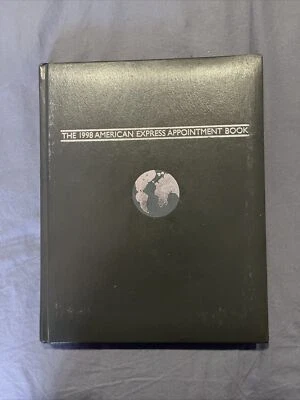 THE 1998 AMERICAN EXPRESS APPOINTMENT BOOK